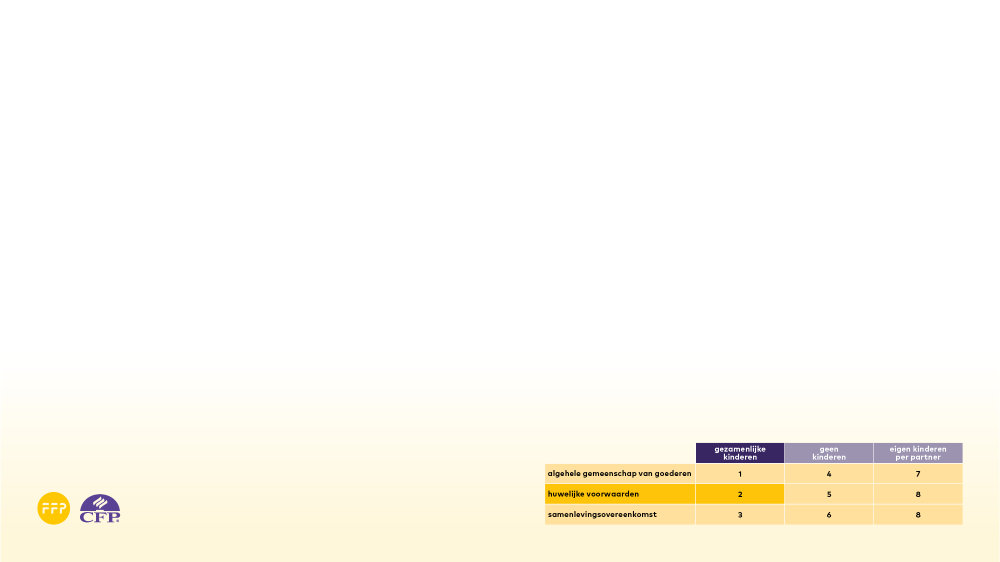 gezamenlijke
kinderen
geen
kinderen
eigen kinderen
per partner
algehele gemeenschap van goederen 1 4 7
huwelijke voorwaarden 2 5 8
samenlevingsovereenkomst 3 6 8
FFP
CFP®